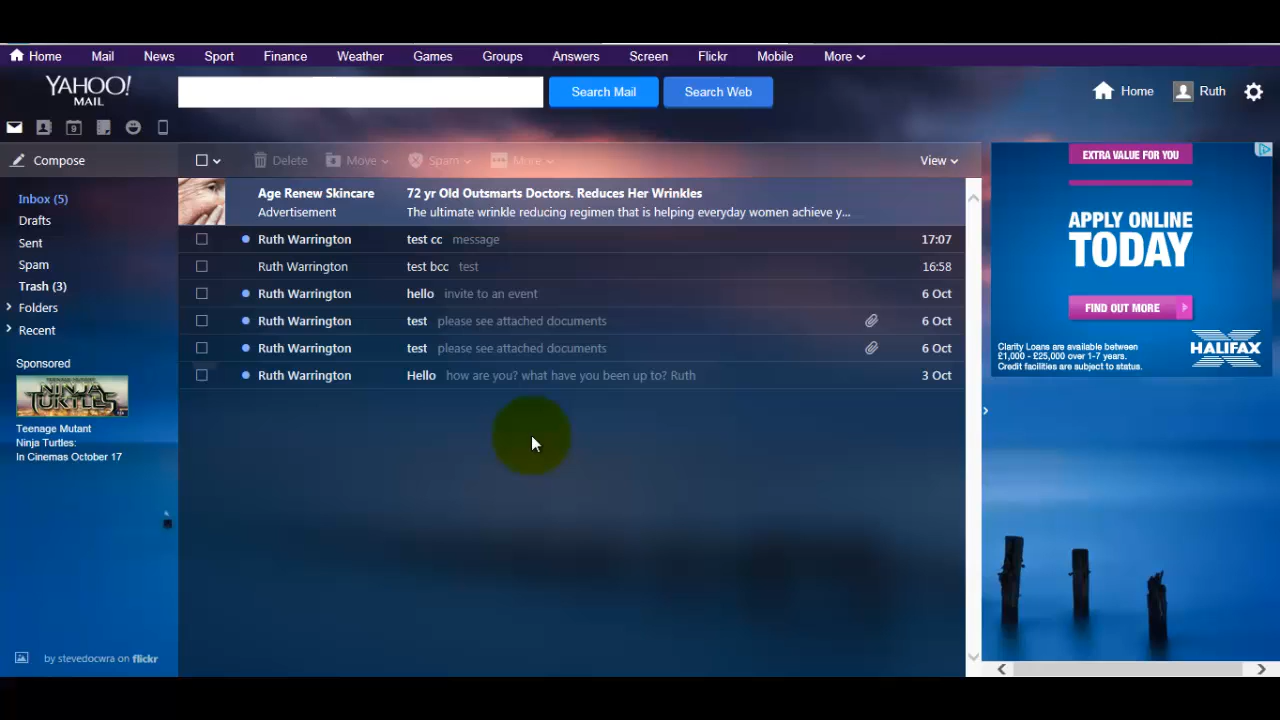 Home Mail News Sport Finance Weather Games Groups Answers Screen Flickr Mobile More
YAHOO! MAIL
Search Mail Search Web
Home Ruth
9
Compose
Delete Move Spam More View
Inbox (5)
Drafts
Sent
Spam
Trash (3)
Folders
Recent
Sponsored
NINJA TURTLES
Teenage Mutant
Ninja Turtles:
In Cinemas October 17
by stevedocwra on flickr
Age Renew Skincare 72 yr Old Outsmarts Doctors. Reduces Her Wrinkles
Advertisement The ultimate wrinkle reducing regimen that is helping everyday women achieve y...
Ruth Warrington test cc message 17:07
Ruth Warrington test bcc test 16:58
Ruth Warrington hello invite to an event 6 Oct
Ruth Warrington test please see attached documents 6 Oct
Ruth Warrington test please see attached documents 6 Oct
Ruth Warrington Hello how are you? what have you been up to? Ruth 3 Oct
EXTRA VALUE FOR YOU
APPLY ONLINE
TODAY
FIND OUT MORE
Clarity Loans are available between
£1,000 - £25,000 over 1-7 years.
Credit facilities are subject to status.
HALIFAX